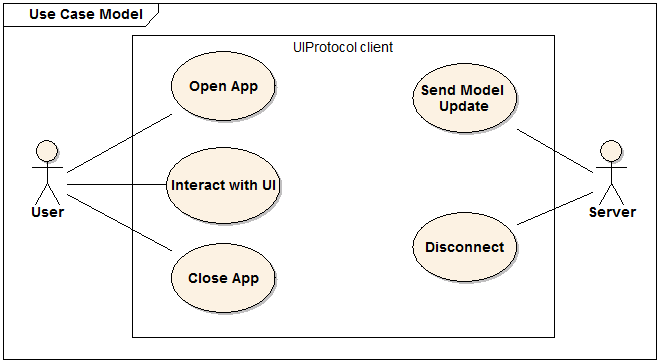 Use Case Model
UIProtocol client
Open App
Send Model
Update
Interact with UI
User
Server
Disconnect
Close App